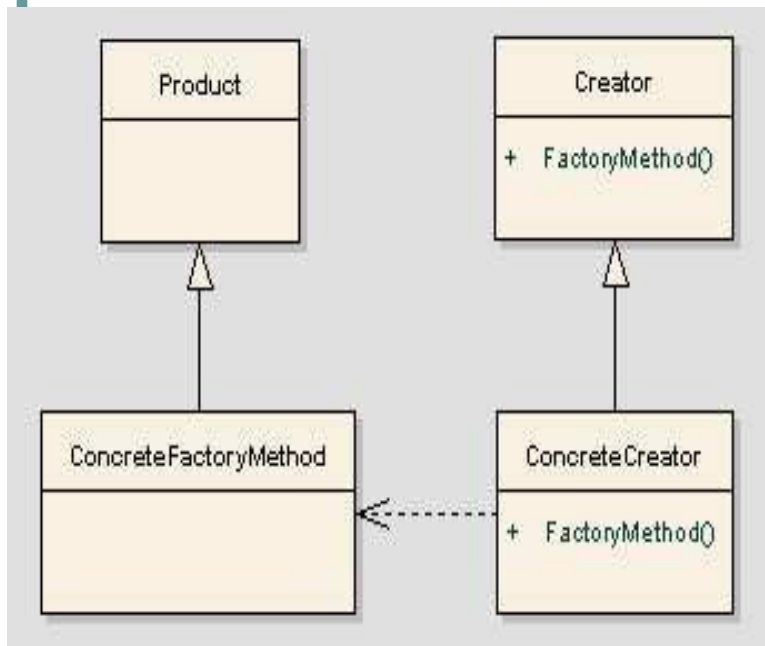 Product
Creator
+ FactoryMethod()
ConcreteFactoryMethod
ConcreteCreator
+ FactoryMethod()